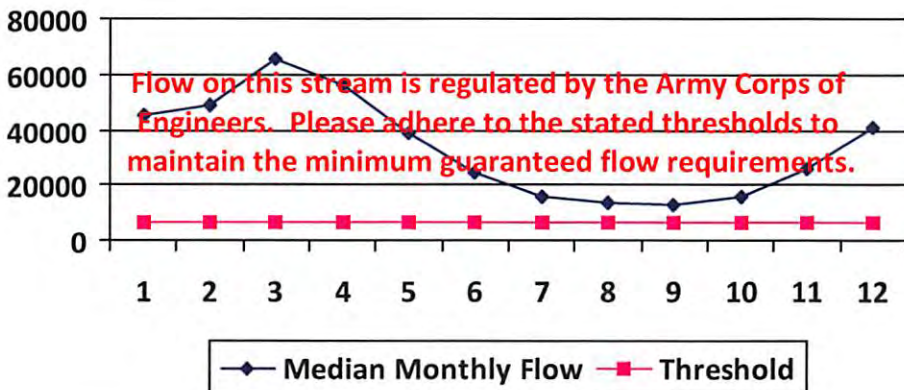 80000
60000
40000
20000
0
Flow on this stream is regulated by the Army Corps of
Engineers. Please adhere to the stated thresholds to
maintain the minimum guaranteed flow requirements.
1 2 3 4 5 6 7 8 9 10 11 12
Median Monthly Flow Threshold